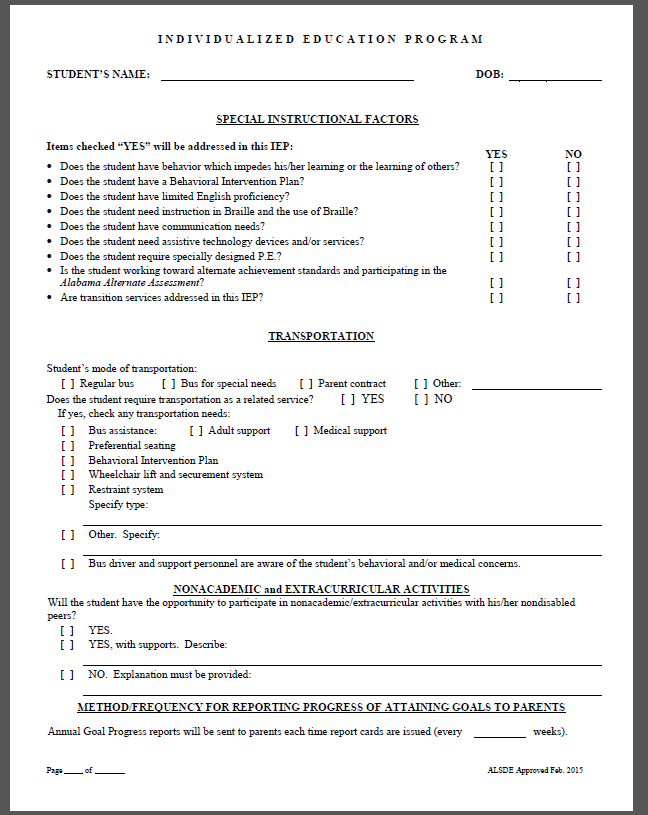 INDIVIDUALIZED EDUCATION PROGRAM
STUDENT'S NAME: ____________________ DOB: __________
SPECIAL INSTRUCTIONAL FACTORS
Items checked “YES” will be addressed in this IEP:
YES NO
• Does the student have behavior which impedes his/her learning or the learning of others? [ ] [ ]
• Does the student have a Behavioral Intervention Plan? [ ] [ ]
• Does the student have limited English proficiency? [ ] [ ]
• Does the student need instruction in Braille and the use of Braille? [ ] [ ]
• Does the student have communication needs? [ ] [ ]
• Does the student need assistive technology devices and/or services? [ ] [ ]
• Does the student require specially designed P.E.? [ ] [ ]
• Is the student working toward alternate achievement standards and participating in the
Alabama Alternate Assessment? [ ] [ ]
• Are transition services addressed in this IEP? [ ] [ ]
TRANSPORTATION
Student's mode of transportation:
[ ] Regular bus [ ] Bus for special needs [ ] Parent contract [ ] Other: __________
Does the student require transportation as a related service? [ ] YES [ ] NO
If yes, check any transportation needs:
[ ] Bus assistance: [ ] Adult support [ ] Medical support
[ ] Preferential seating
[ ] Behavioral Intervention Plan
[ ] Wheelchair lift and securement system
[ ] Restraint system
Specify type:
[ ] Other. Specify:
[ ] Bus driver and support personnel are aware of the student's behavioral and/or medical concerns.
NONACADEMIC and EXTRACURRICULAR ACTIVITIES
Will the student have the opportunity to participate in nonacademic/extracurricular activities with his/her nondisabled
peers?
[ ] YES.
[ ] YES, with supports. Describe:
[ ] NO. Explanation must be provided:
METHOD/FREQUENCY FOR REPORTING PROGRESS OF ATTAINING GOALS TO PARENTS
Annual Goal Progress reports will be sent to parents each time report cards are issued (every ________ weeks).
Page ____ of ______ ALSDE Approved Feb. 2015